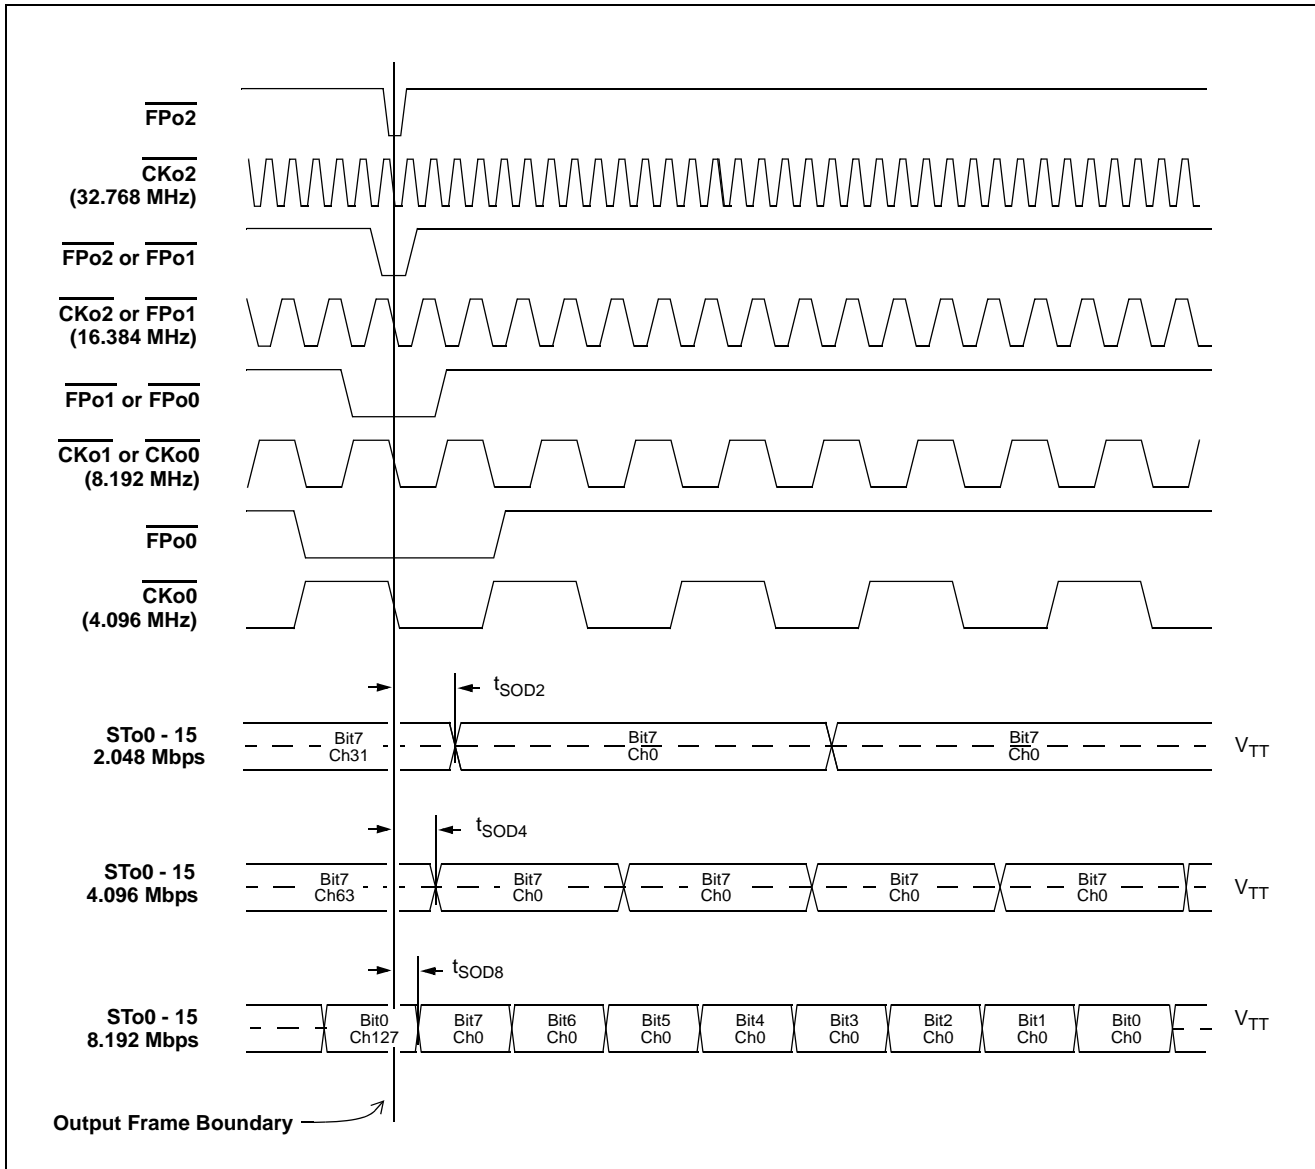 FPo2
CKo2
(32.768 MHz)
FPo2 or FPo1
CKo2 or FPo1
(16.384 MHz)
FPo1 or FPo0
CKo1 or CKo0
(8.192 MHz)
FPo0
CKo0
(4.096 MHz)
tSOD2
STo0 - 15
2.048 Mbps
Bit7 Bit7 Bit7
Ch31 Ch0 Ch0
VTT
tSOD4
STo0 - 15
4.096 Mbps
Bit7 Bit7 Bit7 Bit7 Bit7
Ch63 Ch0 Ch0 Ch0 Ch0
VTT
tSOD8
STo0 - 15
8.192 Mbps
Bit0 Bit7 Bit6 Bit5 Bit4 Bit3 Bit2 Bit1 Bit0
Ch127 Ch0 Ch0 Ch0 Ch0 Ch0 Ch0 Ch0 Ch0
VTT
Output Frame Boundary